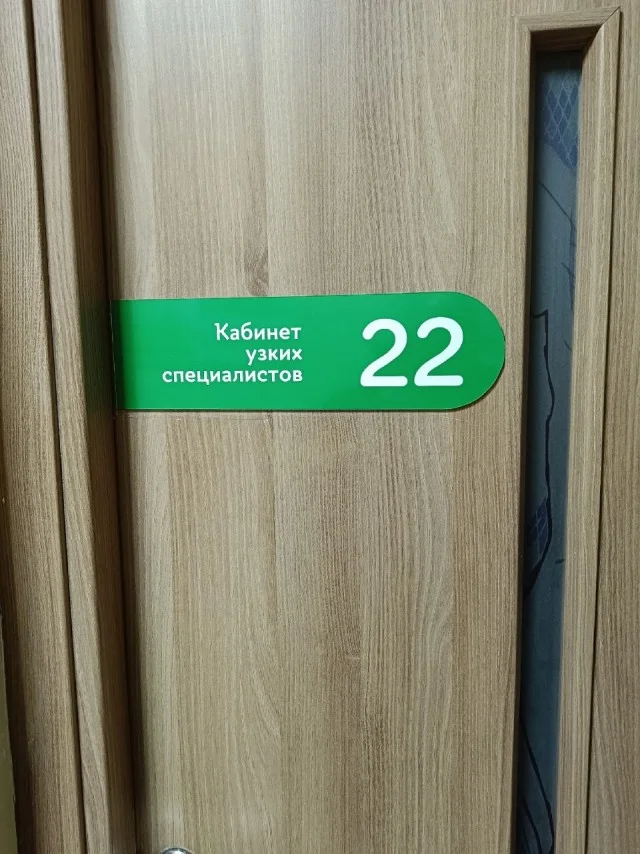 Кабинет
узких
специалистов
22